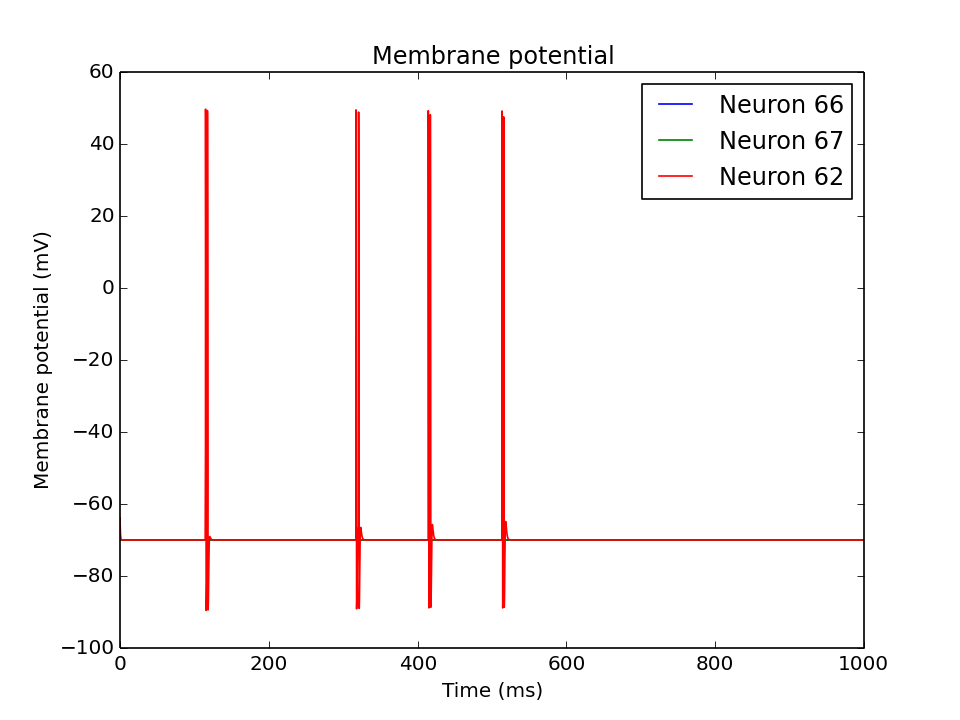 Membrane potential
60
40
20
0
−20
−40
−60
−80
−100
Membrane potential (mV)
Neuron 66
Neuron 67
Neuron 62
0 200 400 600 800 1000
Time (ms)